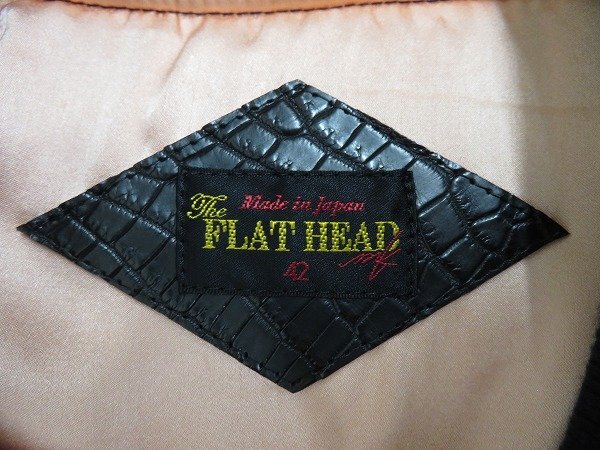 Made in Japan
The
FLAT HEAD
42